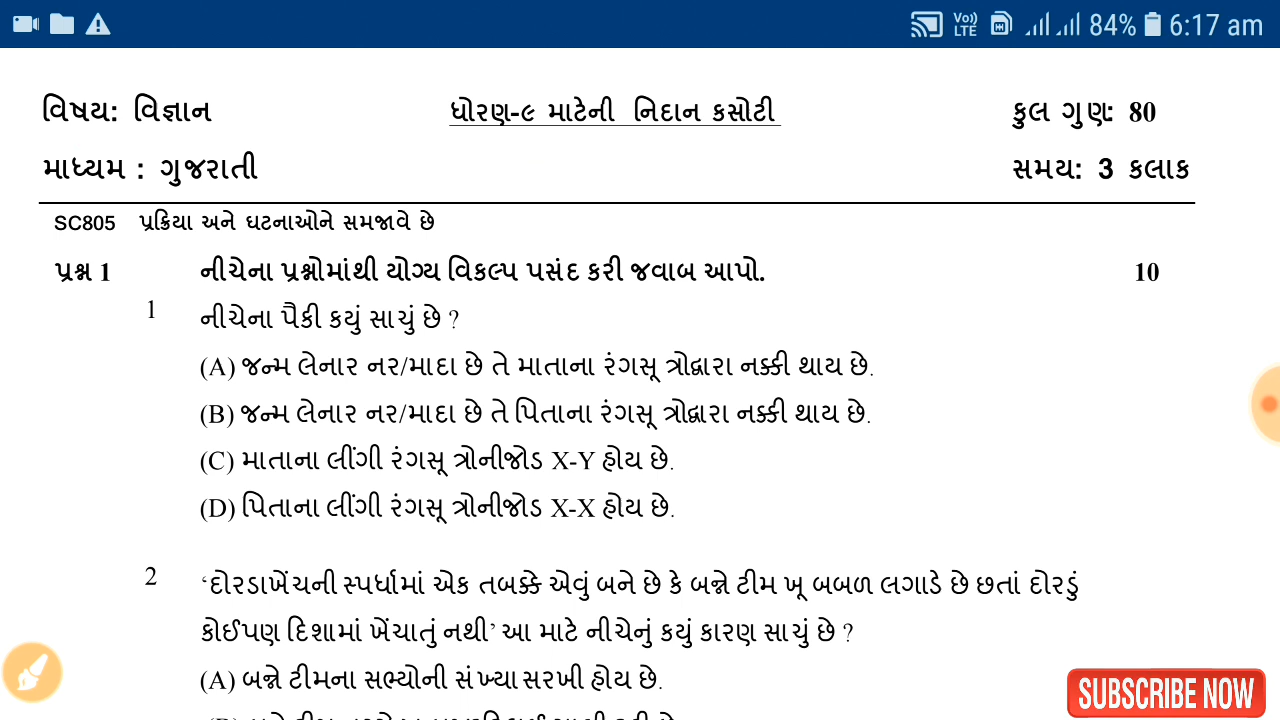 Vo)) LTE 84% 6:17 am
વિષય: વિજ્ઞાન ધોરણ-૯ માટેની નિદાન કસોટી કુલ ગુણ: 80
માધ્યમ : ગુજરાતી સમય: 3 કલાક
SC805 પ્રક્રિયા અને ઘટનાઓને સમજાવે છે
પ્રશ્ન 1 નીચેના પ્રશ્નોમાંથી યોગ્ય વિકલ્પ પસંદ કરી જવાબ આપો. 10
1 નીચેના પૈકી કયું સાચું છે ?
(A) જન્મ લેનાર નર/માદા છે તે માતાના રંગસૂત્રોદ્વારા નક્કી થાય છે.
(B) જન્મ લેનાર નર/માદા છે તે પિતાના રંગસૂત્રોદ્વારા નક્કી થાય છે.
(C) માતાના લીંગી રંગસૂત્રોનીજોડ X-Y હોય છે.
(D) પિતાના લીંગી રંગસૂત્રોનીજોડ X-X હોય છે.
2 ‘દોરડાખેંચની સ્પર્ધામાં એક તબક્કે એવું બને છે કે બન્ને ટીમ ખૂબબળ લગાડે છે છતાં દોરડું
કોઈપણ દિશામાં ખેંચાતું નથી’ આ માટે નીચેનું કયું કારણ સાચું છે ?
(A) બન્ને ટીમના સભ્યોની સંખ્યા સરખી હોય છે.
SUBSCRIBE NOW